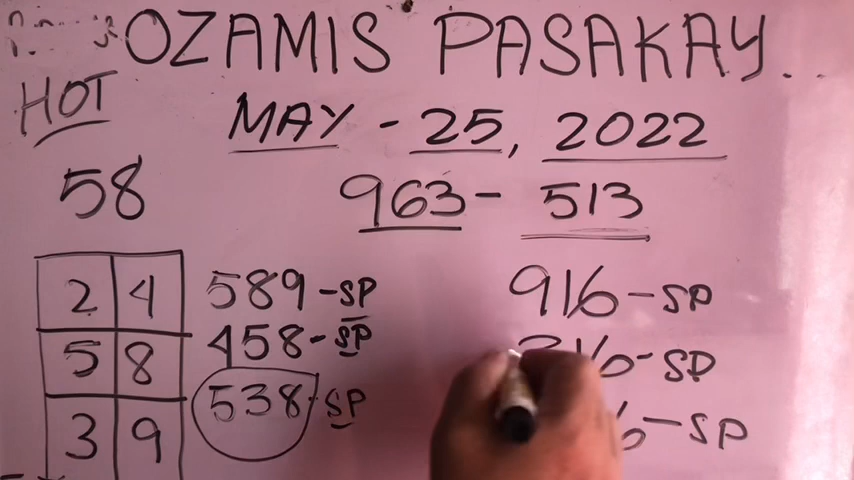 OZAMIS PASAKAY...
HOT
MAY - 25, 2022
58
963 - 513
2 4
5 8
3 9
589 - SP
458 - SP
538 - SP
916 - SP
- SP
- SP